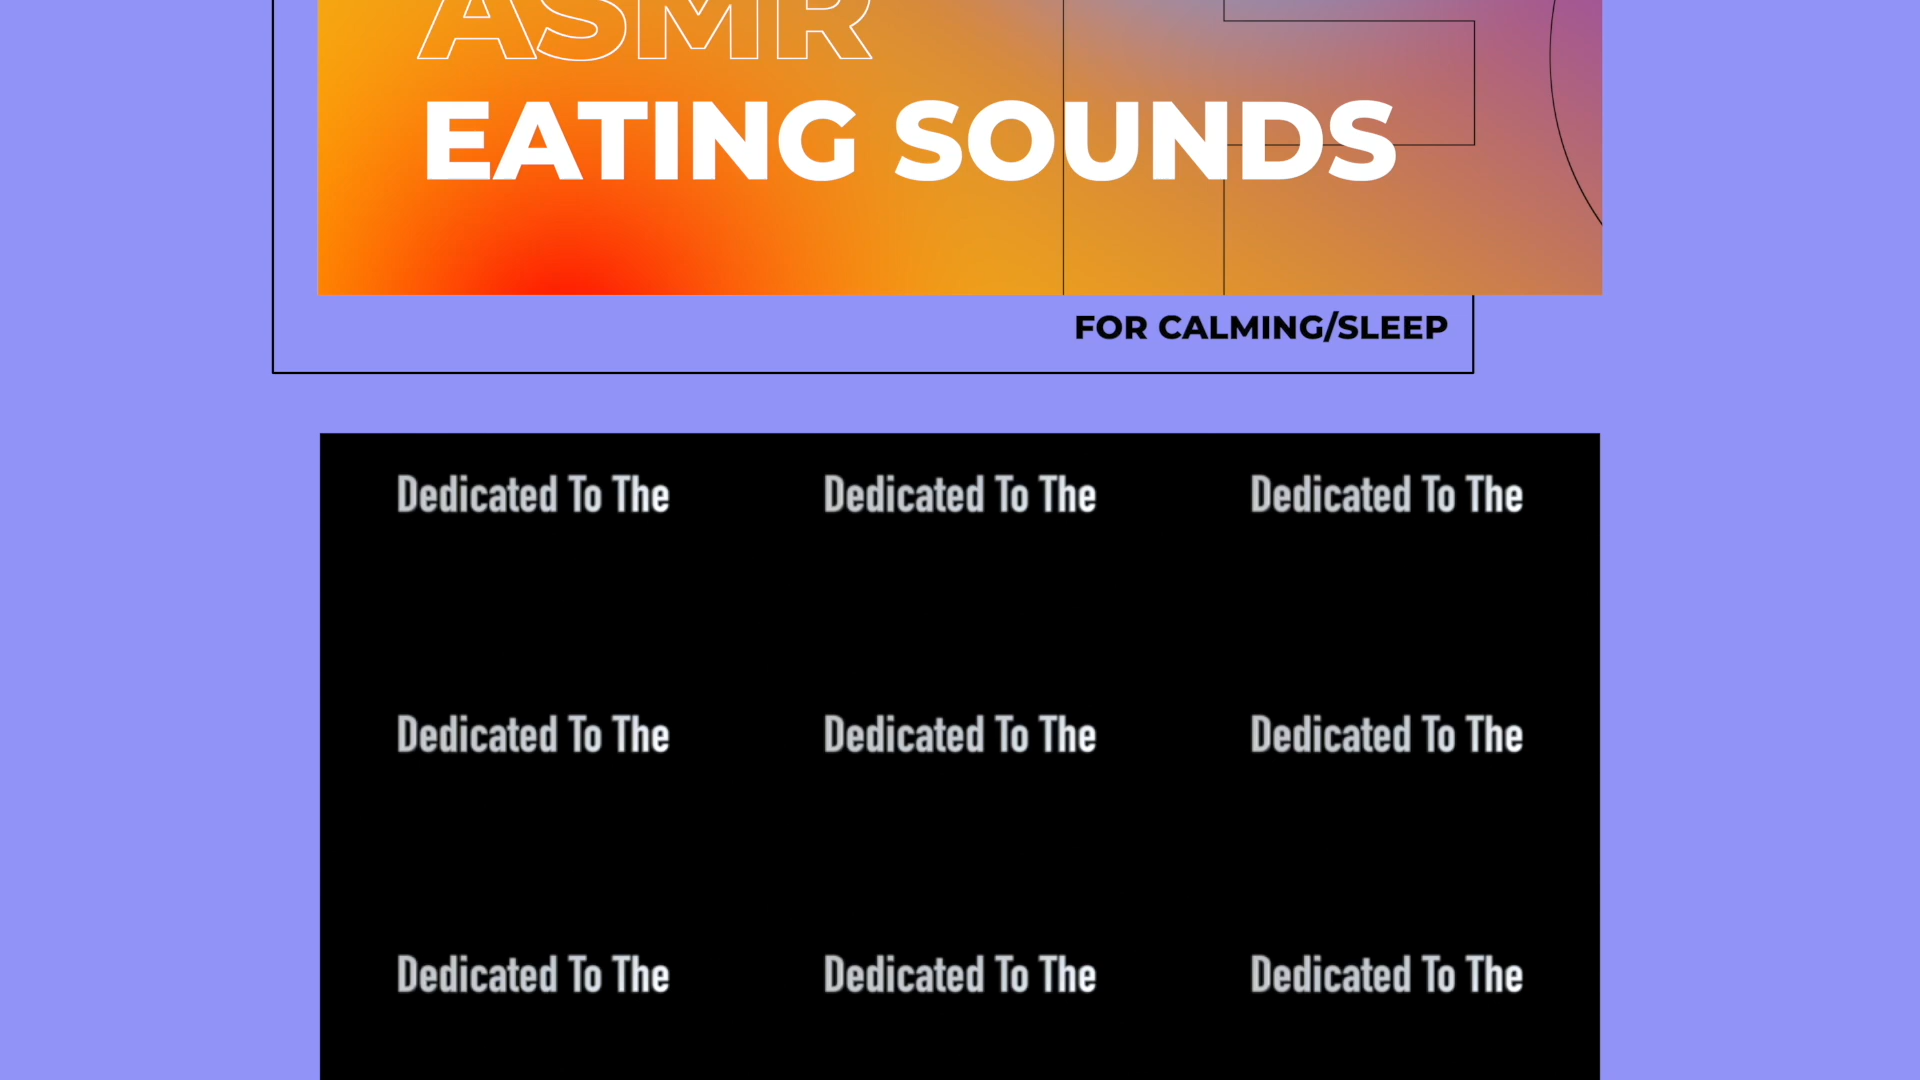 ASMR
EATING SOUNDS
FOR CALMING/SLEEP
Dedicated To The Dedicated To The Dedicated To The
Dedicated To The Dedicated To The Dedicated To The
Dedicated To The Dedicated To The Dedicated To The